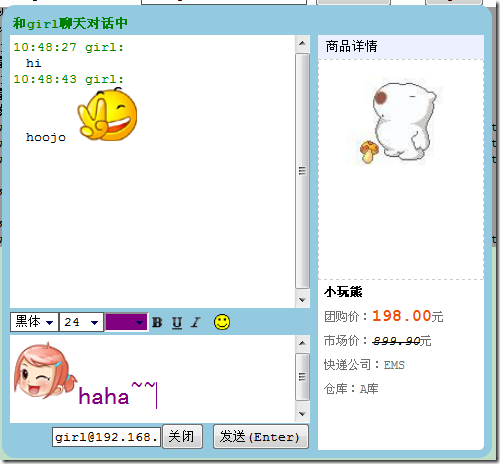 和girl聊天对话中
10:48:27 girl:
hi
10:48:43 girl:
hoojo
黑体 24 B U I
haha~~
girl@192.168. 关闭 发送(Enter)
商品详情
小玩熊
团购价：198.00元
市场价：899.90元
快递公司：EMS
仓库：A库